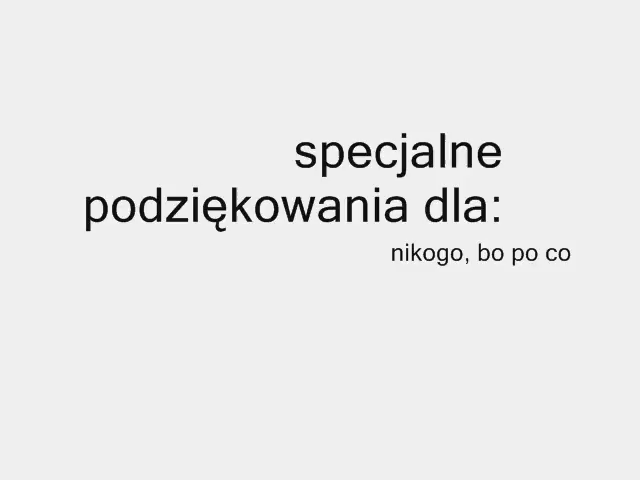 specjalne
podziękowania dla:
nikogo, bo po co